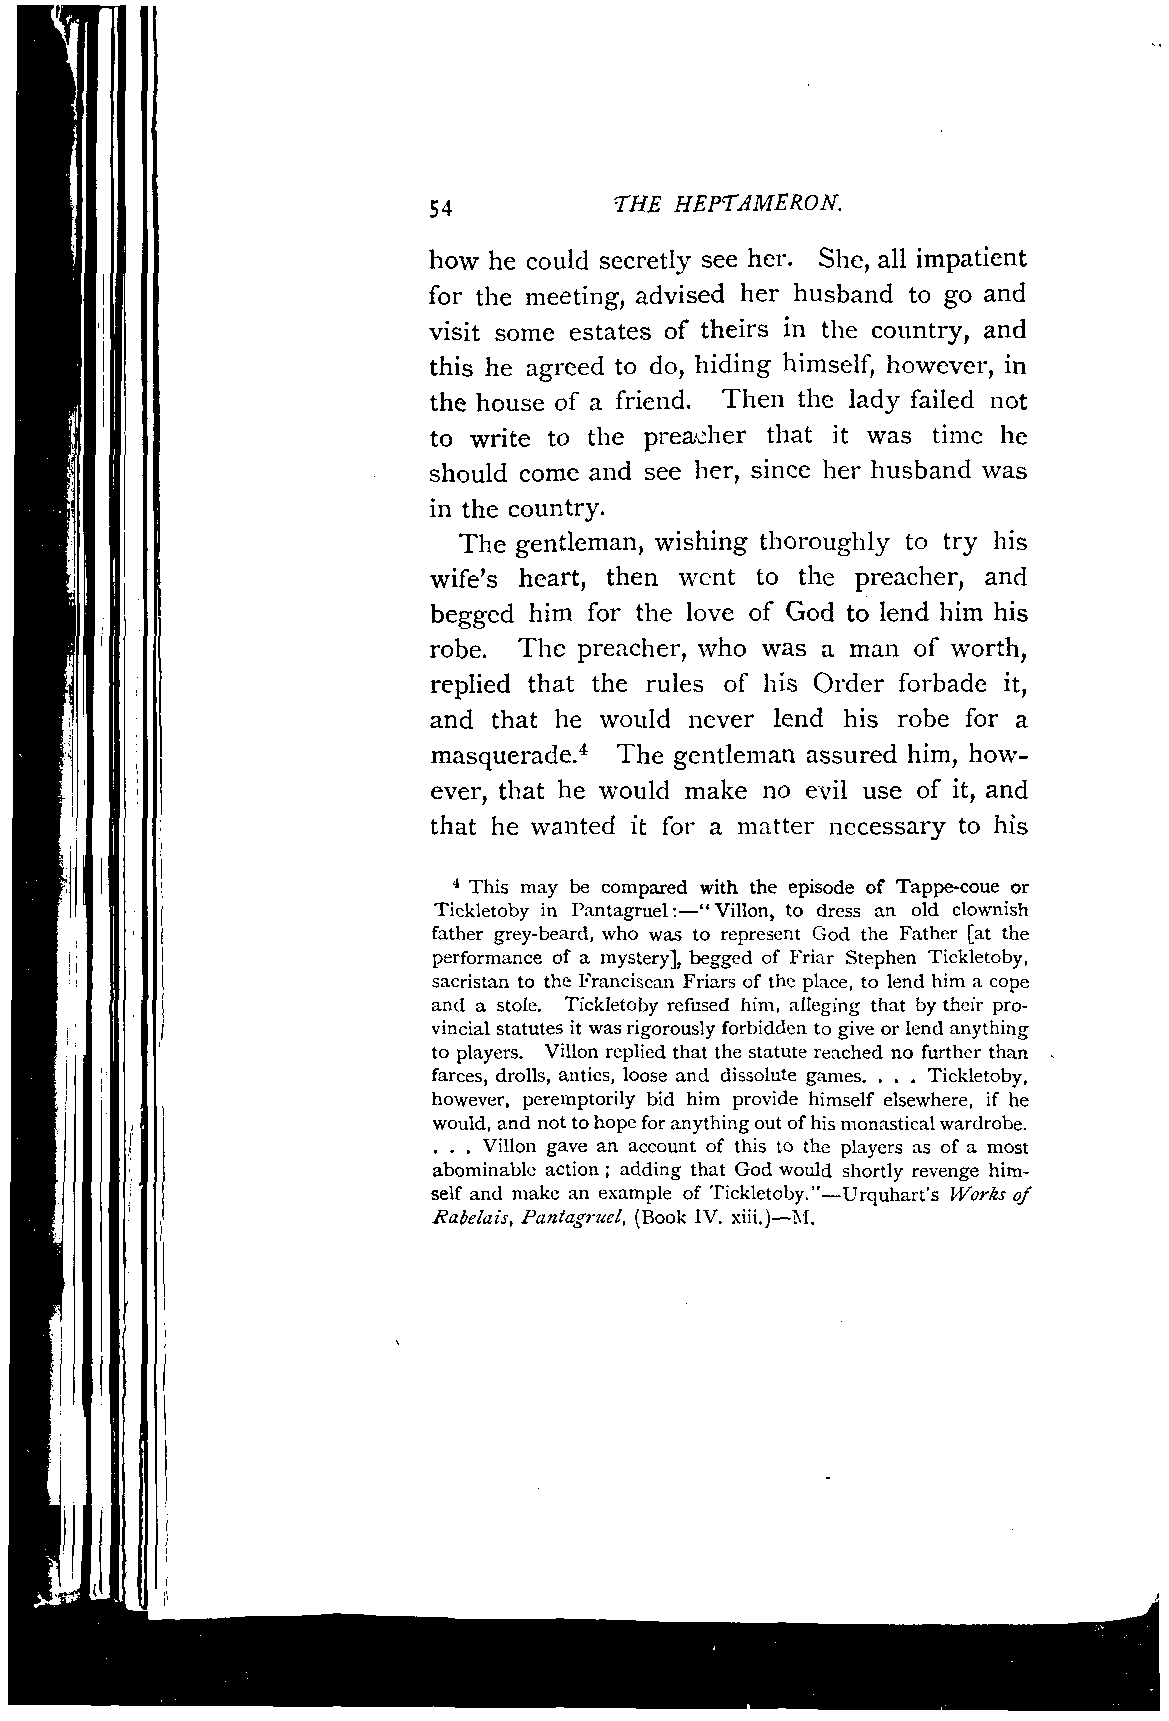 54 THE HEPTAMERON.
how he could secretly see her. She, all impatient
for the meeting, advised her husband to go and
visit some estates of theirs in the country, and
this he agreed to do, hiding himself, however, in
the house of a friend. Then the lady failed not
to write to the preacher that it was time he
should come and see her, since her husband was
in the country.
The gentleman, wishing thoroughly to try his
wife's heart, then went to the preacher, and
begged him for the love of God to lend him his
robe. The preacher, who was a man of worth,
replied that the rules of his Order forbade it,
and that he would never lend his robe for a
masquerade.⁴ The gentleman assured him, how-
ever, that he would make no evil use of it, and
that he wanted it for a matter necessary to his
⁴ This may be compared with the episode of Tappe-coue or
Tickletoby in Pantagruel:—"Villon, to dress an old clownish
father grey-beard, who was to represent God the Father [at the
performance of a mystery], begged of Friar Stephen Tickletoby,
sacristan to the Franciscan Friars of the place, to lend him a cope
and a stole. Tickletoby refused him, alleging that by their pro-
vincial statutes it was rigorously forbidden to give or lend anything
to players. Villon replied that the statute reached no further than
farces, drolls, antics, loose and dissolute games. . . . Tickletoby,
however, peremptorily bid him provide himself elsewhere, if he
would, and not to hope for anything out of his monastical wardrobe.
. . . Villon gave an account of this to the players as of a most
abominable action; adding that God would shortly revenge him-
self and make an example of Tickletoby."—Urquhart's Works of
Rabelais, Pantagruel, (Book IV. xiii.)—M.